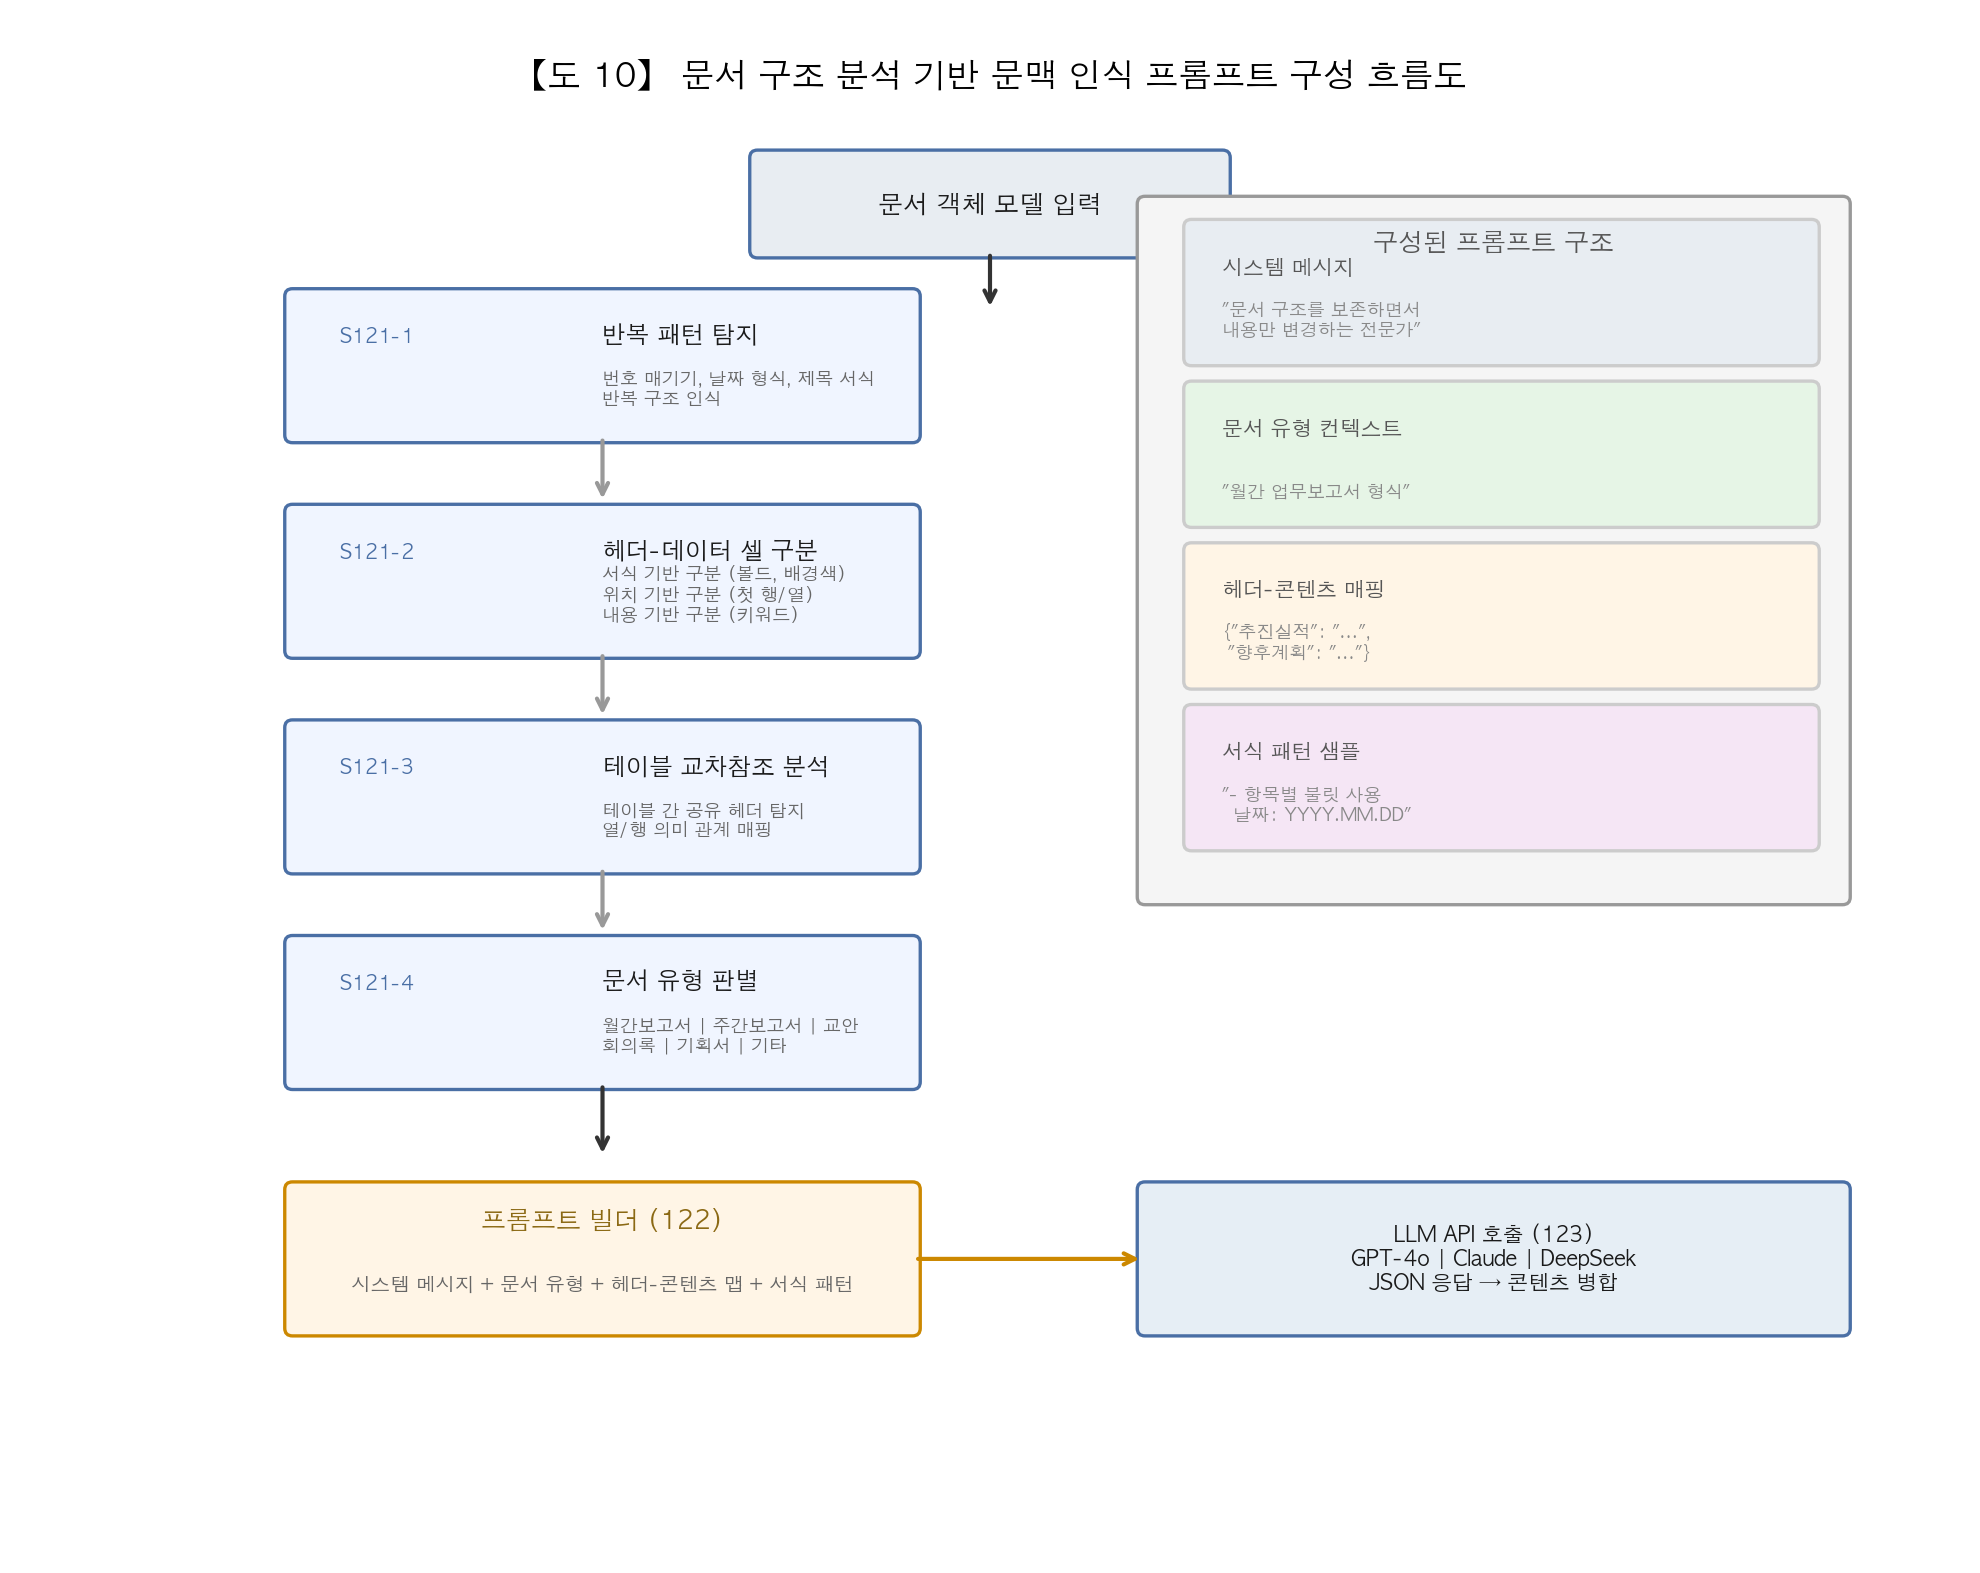 【도 10】 문서 구조 분석 기반 문맥 인식 프롬프트 구성 흐름도
문서 객체 모델 입력
S121-1
반복 패턴 탐지
번호 매기기, 날짜 형식, 제목 서식
반복 구조 인식
S121-2
헤더-데이터 셀 구분
서식 기반 구분 (볼드, 배경색)
위치 기반 구분 (첫 행/열)
내용 기반 구분 (키워드)
S121-3
테이블 교차참조 분석
테이블 간 공유 헤더 탐지
열/행 의미 관계 매핑
S121-4
문서 유형 판별
월간보고서 | 주간보고서 | 교안
회의록 | 기획서 | 기타
프롬프트 빌더 (122)
시스템 메시지 + 문서 유형 + 헤더-콘텐츠 맵 + 서식 패턴
구성된 프롬프트 구조
시스템 메시지
"문서 구조를 보존하면서
내용만 변경하는 전문가"
문서 유형 컨텍스트
"월간 업무보고서 형식"
헤더-콘텐츠 매핑
{"추진실적": "...",
"향후계획": "..."}
서식 패턴 샘플
"- 항목별 불릿 사용
날짜: YYYY.MM.DD"
LLM API 호출 (123)
GPT-4o | Claude | DeepSeek
JSON 응답 → 콘텐츠 병합